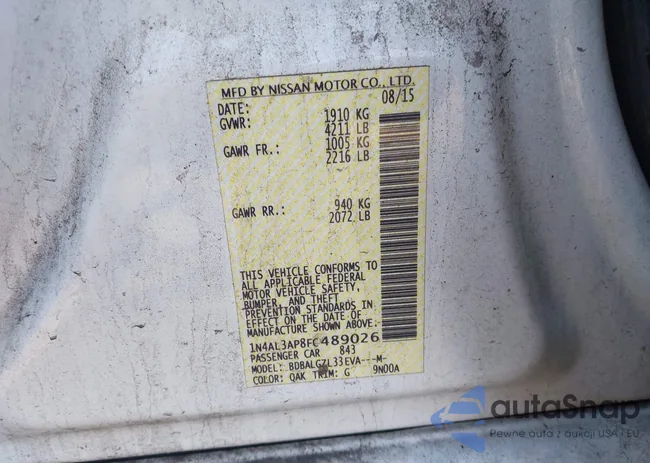 MFD BY NISSAN MOTOR CO., LTD.
DATE: 08/15
GVWR: 1910 KG
4211 LB
GAWR FR.: 1005 KG
2216 LB
GAWR RR.: 940 KG
2072 LB
THIS VEHICLE CONFORMS TO
ALL APPLICABLE FEDERAL
MOTOR VEHICLE SAFETY,
BUMPER, AND THEFT
PREVENTION STANDARDS IN
EFFECT ON THE DATE OF
MANUFACTURE SHOWN ABOVE.
1N4AL3AP8FC489026
PASSENGER CAR 843
MODEL: BDBALGZL33EVA---M-
COLOR: QAK TRIM: G 9N00A
autoSnap
Pewne auta z aukcji USA i EU